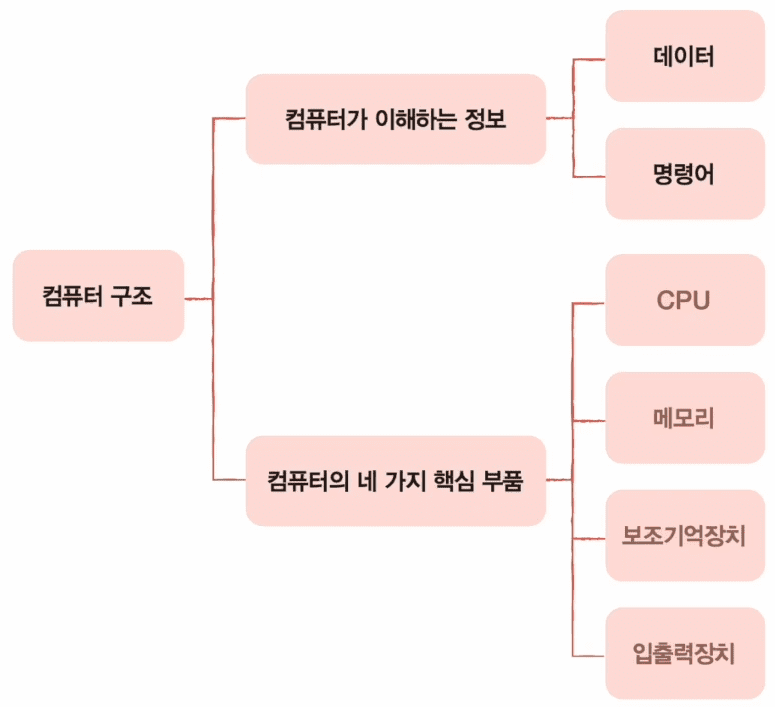 컴퓨터 구조
컴퓨터가 이해하는 정보
데이터
명령어
컴퓨터의 네 가지 핵심 부품
CPU
메모리
보조기억장치
입출력장치